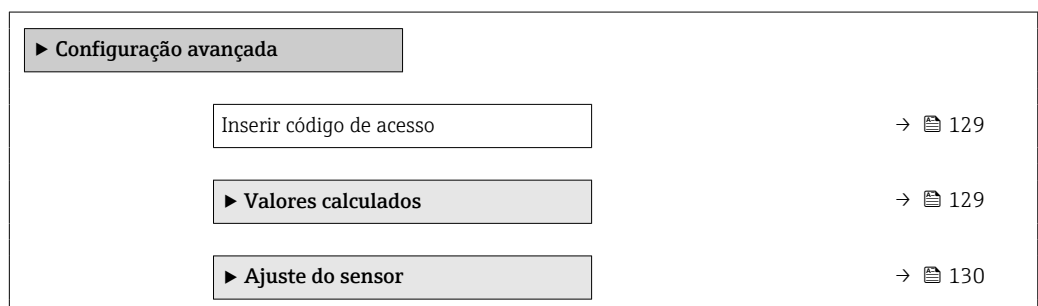 ▶ Configuração avançada
Inserir código de acesso → 129
▶ Valores calculados → 129
▶ Ajuste do sensor → 130